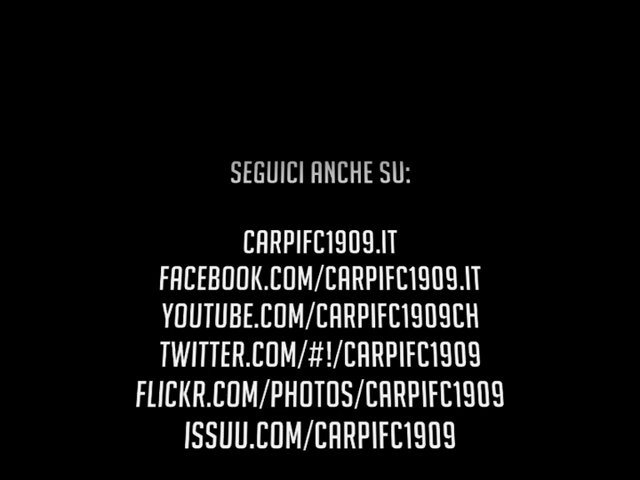 SEGUICI ANCHE SU:
CARPIFC1909.IT
FACEBOOK.COM/CARPIFC1909.IT
YOUTUBE.COM/CARPIFC1909CH
TWITTER.COM/#!/CARPIFC1909
FLICKR.COM/PHOTOS/CARPIFC1909
ISSUU.COM/CARPIFC1909